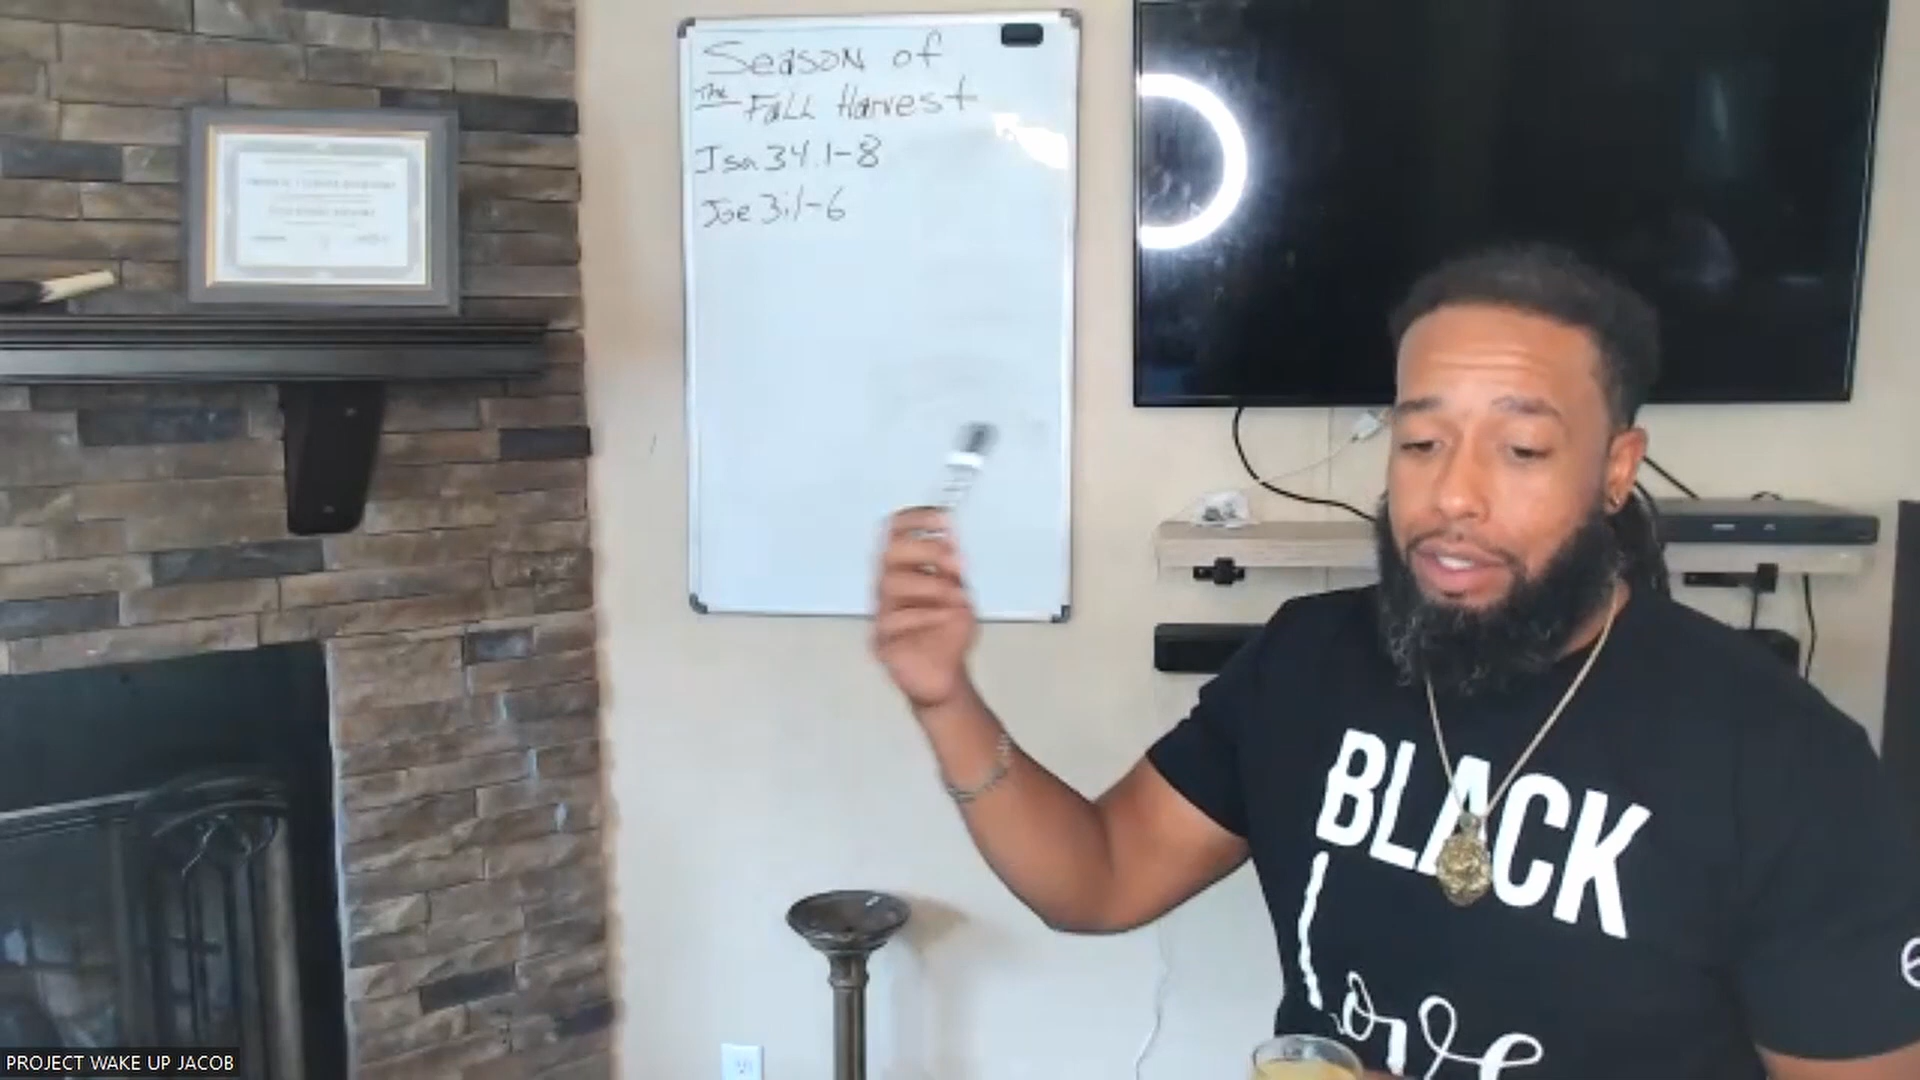 Season of
The Fall Harvest
Isa 34.1-8
Joe 3:1-6
BLACK
Love
PROJECT WAKE UP JACOB